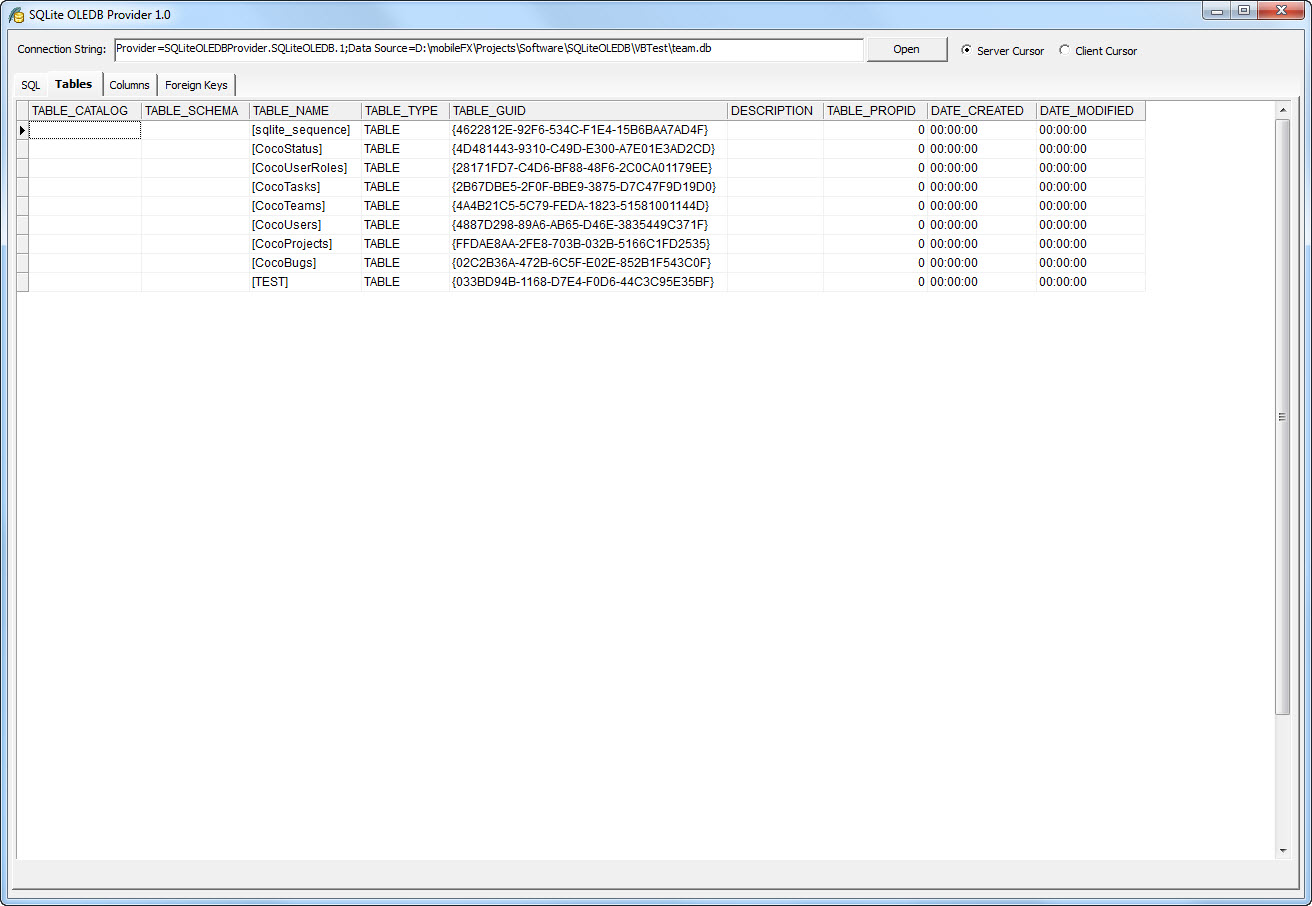 SQLite OLEDB Provider 1.0
Connection String: Provider=SQLiteOLEDBProvider.SQLiteOLEDB.1;Data Source=D:\mobileFX\Projects\Software\SQLiteOLEDB\VBTest\team.db Open Server Cursor Client Cursor
SQL Tables Columns Foreign Keys
TABLE_CATALOG TABLE_SCHEMA TABLE_NAME TABLE_TYPE TABLE_GUID DESCRIPTION TABLE_PROPID DATE_CREATED DATE_MODIFIED
[sqlite_sequence] TABLE {4622812E-92F6-534C-F1E4-15B6BAA7AD4F} 0 00:00:00 00:00:00
[CocoStatus] TABLE {4D481443-9310-C49D-E300-A7E01E3AD2CD} 0 00:00:00 00:00:00
[CocoUserRoles] TABLE {28171FD7-C4D6-BF88-48F6-2C0CA01179EE} 0 00:00:00 00:00:00
[CocoTasks] TABLE {2B67DBE5-2F0F-BBE9-3875-D7C47F9D19D0} 0 00:00:00 00:00:00
[CocoTeams] TABLE {4A4B21C5-5C79-FEDA-1823-51581001144D} 0 00:00:00 00:00:00
[CocoUsers] TABLE {4887D298-89A6-AB65-D46E-3835449C371F} 0 00:00:00 00:00:00
[CocoProjects] TABLE {FFDAE8AA-2FE8-703B-032B-5166C1FD2535} 0 00:00:00 00:00:00
[CocoBugs] TABLE {02C2B36A-472B-6C5F-E02E-852B1F543C0F} 0 00:00:00 00:00:00
[TEST] TABLE {033BD94B-1168-D7E4-F0D6-44C3C95E35BF} 0 00:00:00 00:00:00